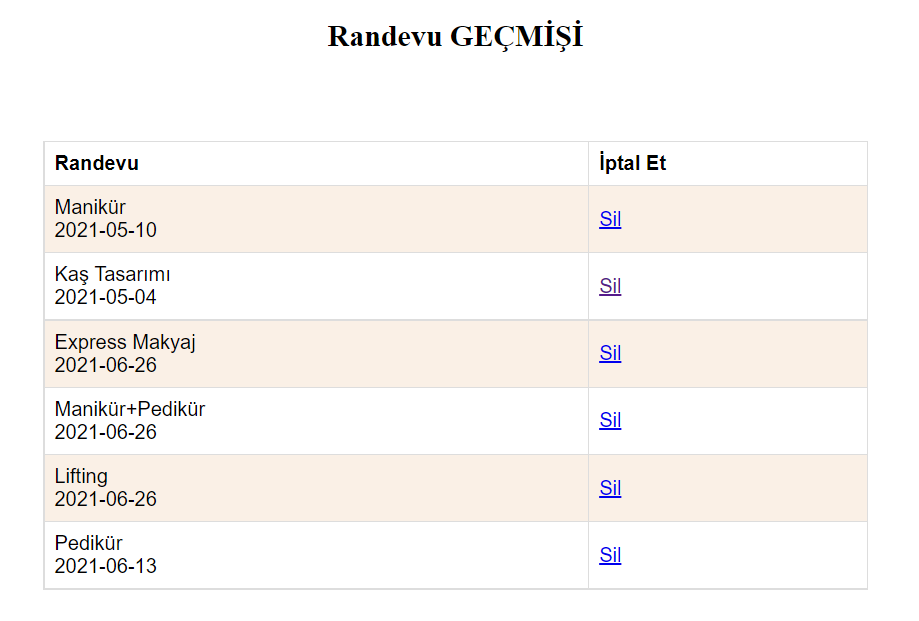 Randevu GEÇMİŞİ
Randevu İptal Et
Manikür
2021-05-10
Sil
Kaş Tasarımı
2021-05-04
Sil
Express Makyaj
2021-06-26
Sil
Manikür+Pedikür
2021-06-26
Sil
Lifting
2021-06-26
Sil
Pedikür
2021-06-13
Sil